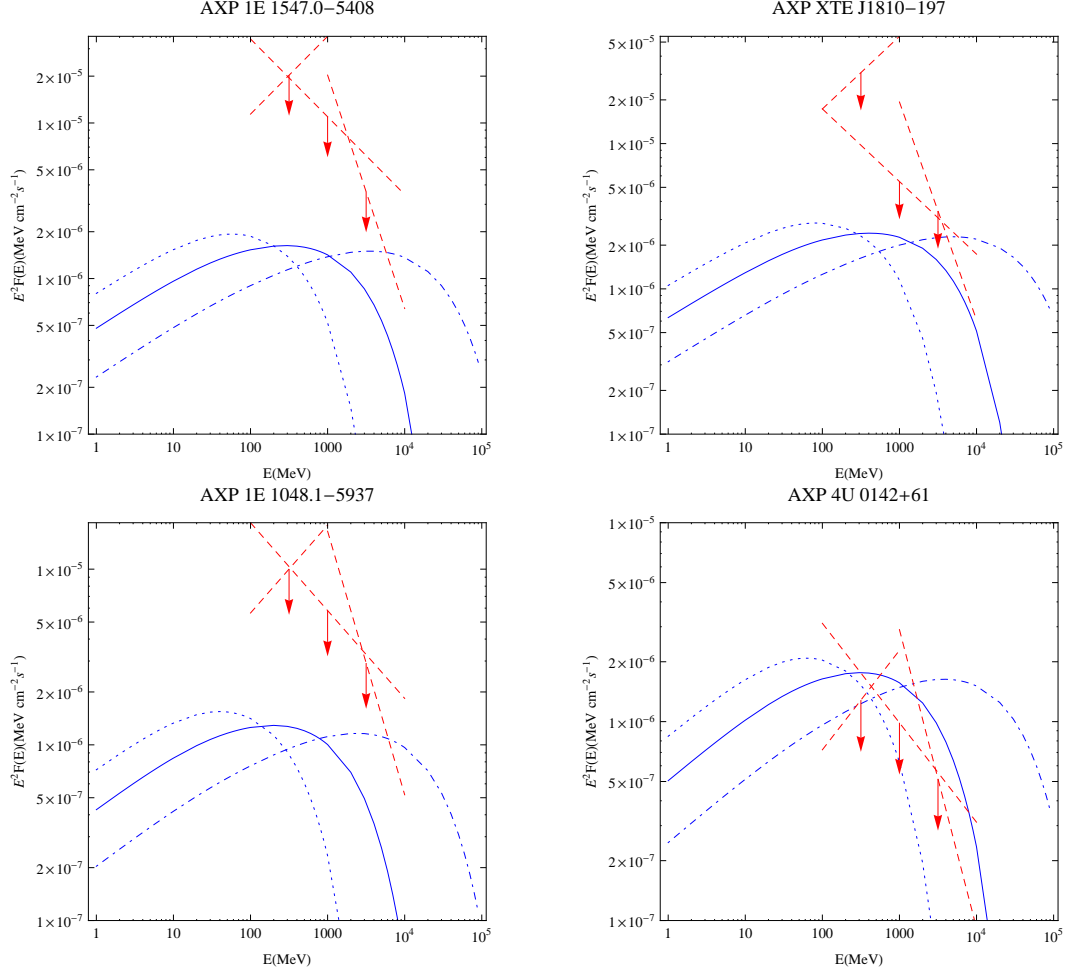 AXP 1E 1547.0−5408
E²F(E)(MeV cm⁻²s⁻¹)
2×10⁻⁵
1×10⁻⁵
5×10⁻⁶
2×10⁻⁶
1×10⁻⁶
5×10⁻⁷
2×10⁻⁷
1×10⁻⁷
1 10 100 1000 10⁴ 10⁵
E(MeV)
AXP XTE J1810−197
E²F(E)(MeV cm⁻²s⁻¹)
5×10⁻⁵
2×10⁻⁵
1×10⁻⁵
5×10⁻⁶
2×10⁻⁶
1×10⁻⁶
5×10⁻⁷
2×10⁻⁷
1×10⁻⁷
1 10 100 1000 10⁴ 10⁵
E(MeV)
AXP 1E 1048.1−5937
E²F(E)(MeV cm⁻²s⁻¹)
1×10⁻⁵
5×10⁻⁶
2×10⁻⁶
1×10⁻⁶
5×10⁻⁷
2×10⁻⁷
1×10⁻⁷
1 10 100 1000 10⁴ 10⁵
E(MeV)
AXP 4U 0142+61
E²F(E)(MeV cm⁻²s⁻¹)
1×10⁻⁵
5×10⁻⁶
2×10⁻⁶
1×10⁻⁶
5×10⁻⁷
2×10⁻⁷
1×10⁻⁷
1 10 100 1000 10⁴ 10⁵
E(MeV)